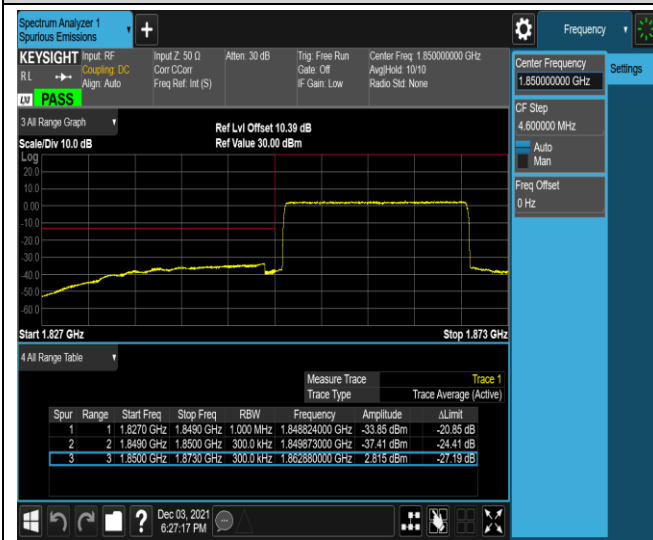 Spectrum Analyzer 1
Spurious Emissions
Frequency
KEYSIGHT Input: RF
Coupling: DC
Align: Auto
R L
LXI PASS
Input Z: 50 Ω
Corr CCorr
Freq Ref: Int (S)
Atten: 30 dB
Trig: Free Run
Gate: Off
IF Gain: Low
Center Freq: 1.850000000 GHz
Avg|Hold: 10/10
Radio Std: None
Center Frequency
1.85000000 GHz
Settings
CF Step
4.600000 MHz
Auto
Man
Freq Offset
0 Hz
3 All Range Graph
Scale/Div 10.0 dB
Ref Lvl Offset 10.39 dB
Ref Value 30.00 dBm
Log
20.0
10.0
0.00
-10.0
-20.0
-30.0
-40.0
-50.0
-60.0
Start 1.827 GHz
Stop 1.873 GHz
4 All Range Table
Measure Trace Trace 1
Trace Type Trace Average (Active)
Spur Range Start Freq Stop Freq RBW Frequency Amplitude ΔLimit
1 1 1.8270 GHz 1.8490 GHz 1.000 MHz 1.848824000 GHz -33.85 dBm -20.85 dB
2 2 1.8490 GHz 1.8500 GHz 300.0 kHz 1.849873000 GHz -37.41 dBm -24.41 dB
3 3 1.8500 GHz 1.8730 GHz 300.0 kHz 1.862880000 GHz 2.815 dBm -27.19 dB
Dec 03, 2021
6:27:17 PM